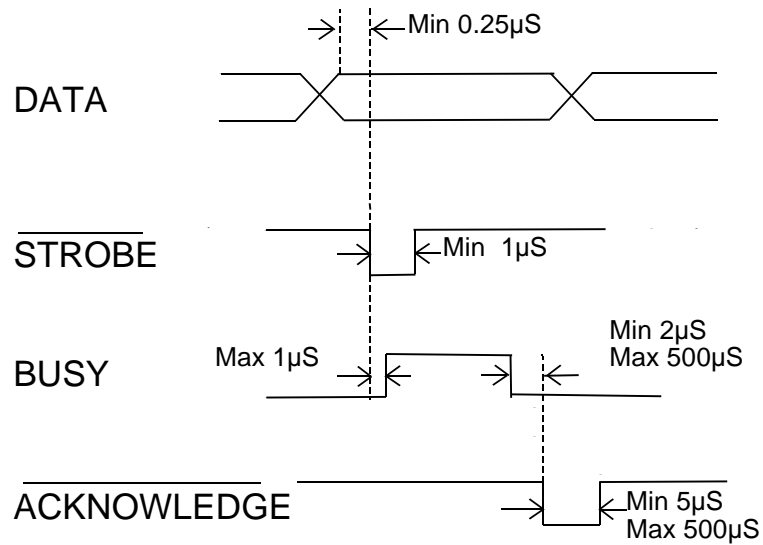 Min 0.25µS
DATA
STROBE
Min 1µS
Max 1µS
Min 2µS
Max 500µS
BUSY
ACKNOWLEDGE
Min 5µS
Max 500µS